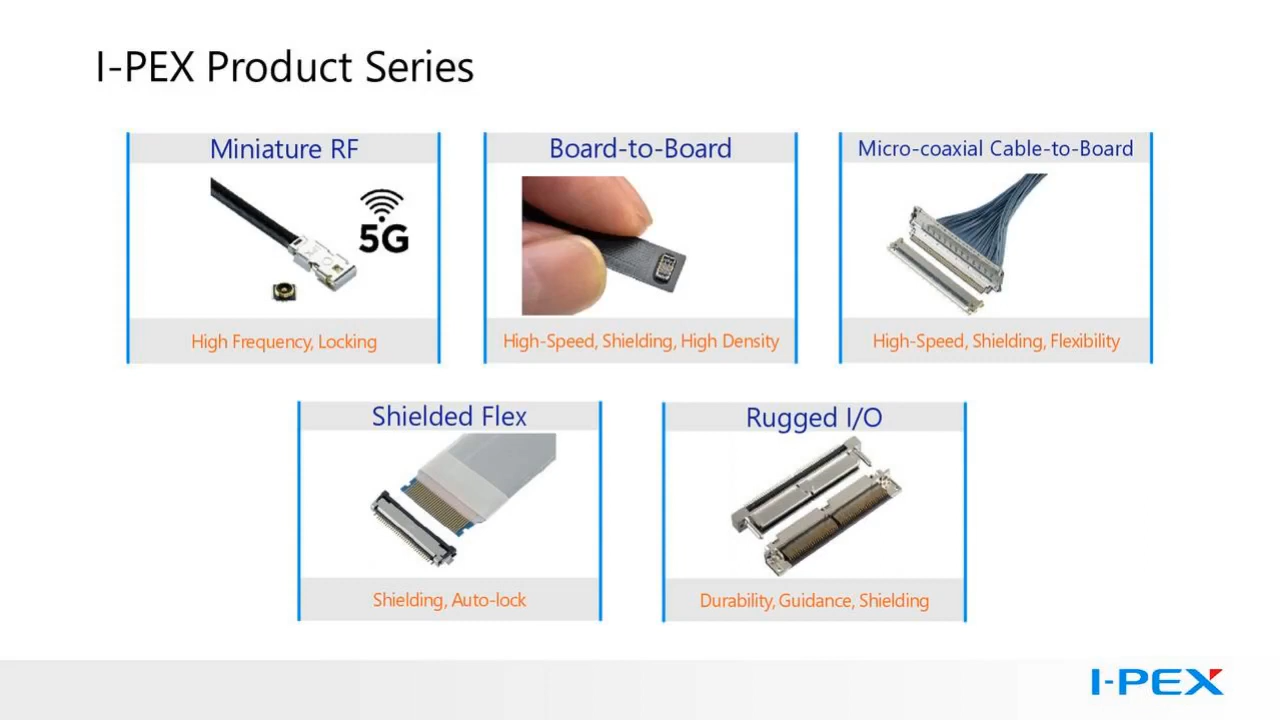 I-PEX Product Series
Miniature RF
5G
High Frequency, Locking
Board-to-Board
High-Speed, Shielding, High Density
Micro-coaxial Cable-to-Board
High-Speed, Shielding, Flexibility
Shielded Flex
Shielding, Auto-lock
Rugged I/O
Durability, Guidance, Shielding
I-PEX